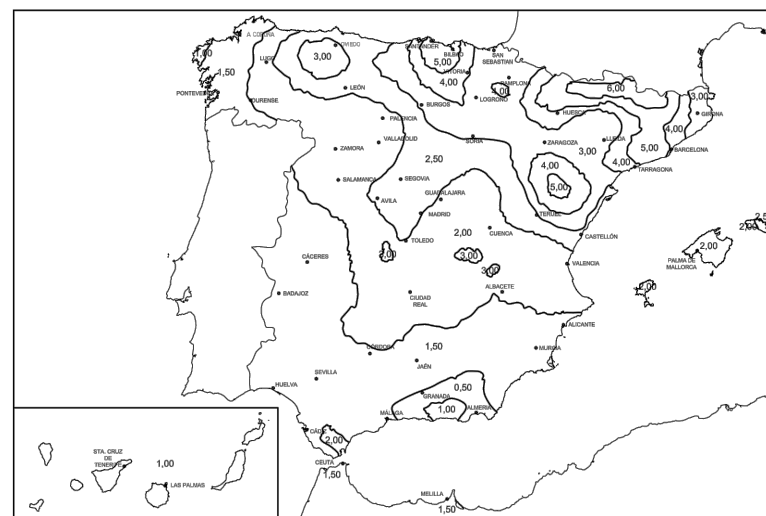 A CORUÑA
OVIEDO
SANTANDER
BILBAO
SAN
SEBASTIAN
1,00
3,00
5,00
LUGO
1,50
VITORIA
PAMPLONA
4,00
4,00
6,00
3,00
PONTEVEDRA
OURENSE
LEÓN
BURGOS
LOGROÑO
HUESCA
GIRONA
PALENCIA
4,00
VALLADOLID
SORIA
ZARAGOZA
LLEIDA
3,00
5,00
BARCELONA
ZAMORA
2,50
4,00
4,00
TARRAGONA
SALAMANCA
SEGOVIA
5,00
AVILA
GUADALAJARA
MADRID
TERUEL
2,00
CUENCA
TOLEDO
CASTELLÓN
2,00
2,00
3,00
3,00
CÁCERES
3,00
VALENCIA
PALMA DE
MALLORCA
BADAJOZ
CIUDAD
REAL
ALBACETE
2,00
ALICANTE
CÓRDOBA
1,50
MURCIA
JAÉN
SEVILLA
HUELVA
0,50
GRANADA
1,00
ALMERIA
MÁLAGA
CÁDIZ
2,00
STA. CRUZ
DE
TENERIFE
1,00
LAS PALMAS
CEUTA
1,50
MELILLA
1,50